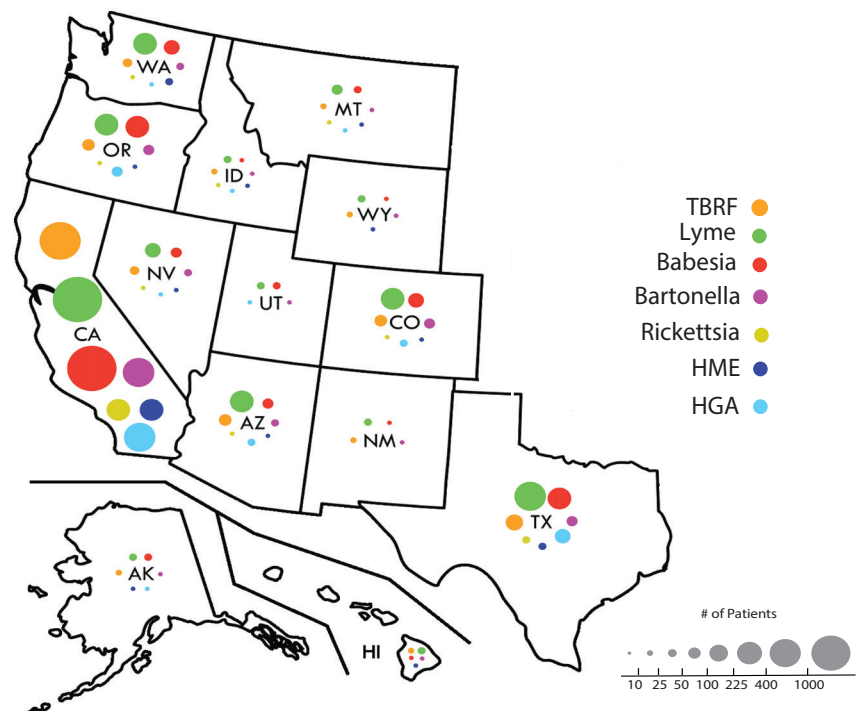 WA
MT
OR
ID
WY
NV
UT
CO
CA
AZ
NM
TX
AK
HI
TBRF
Lyme
Babesia
Bartonella
Rickettsia
HME
HGA
# of Patients
10 25 50 100 225 400 1000